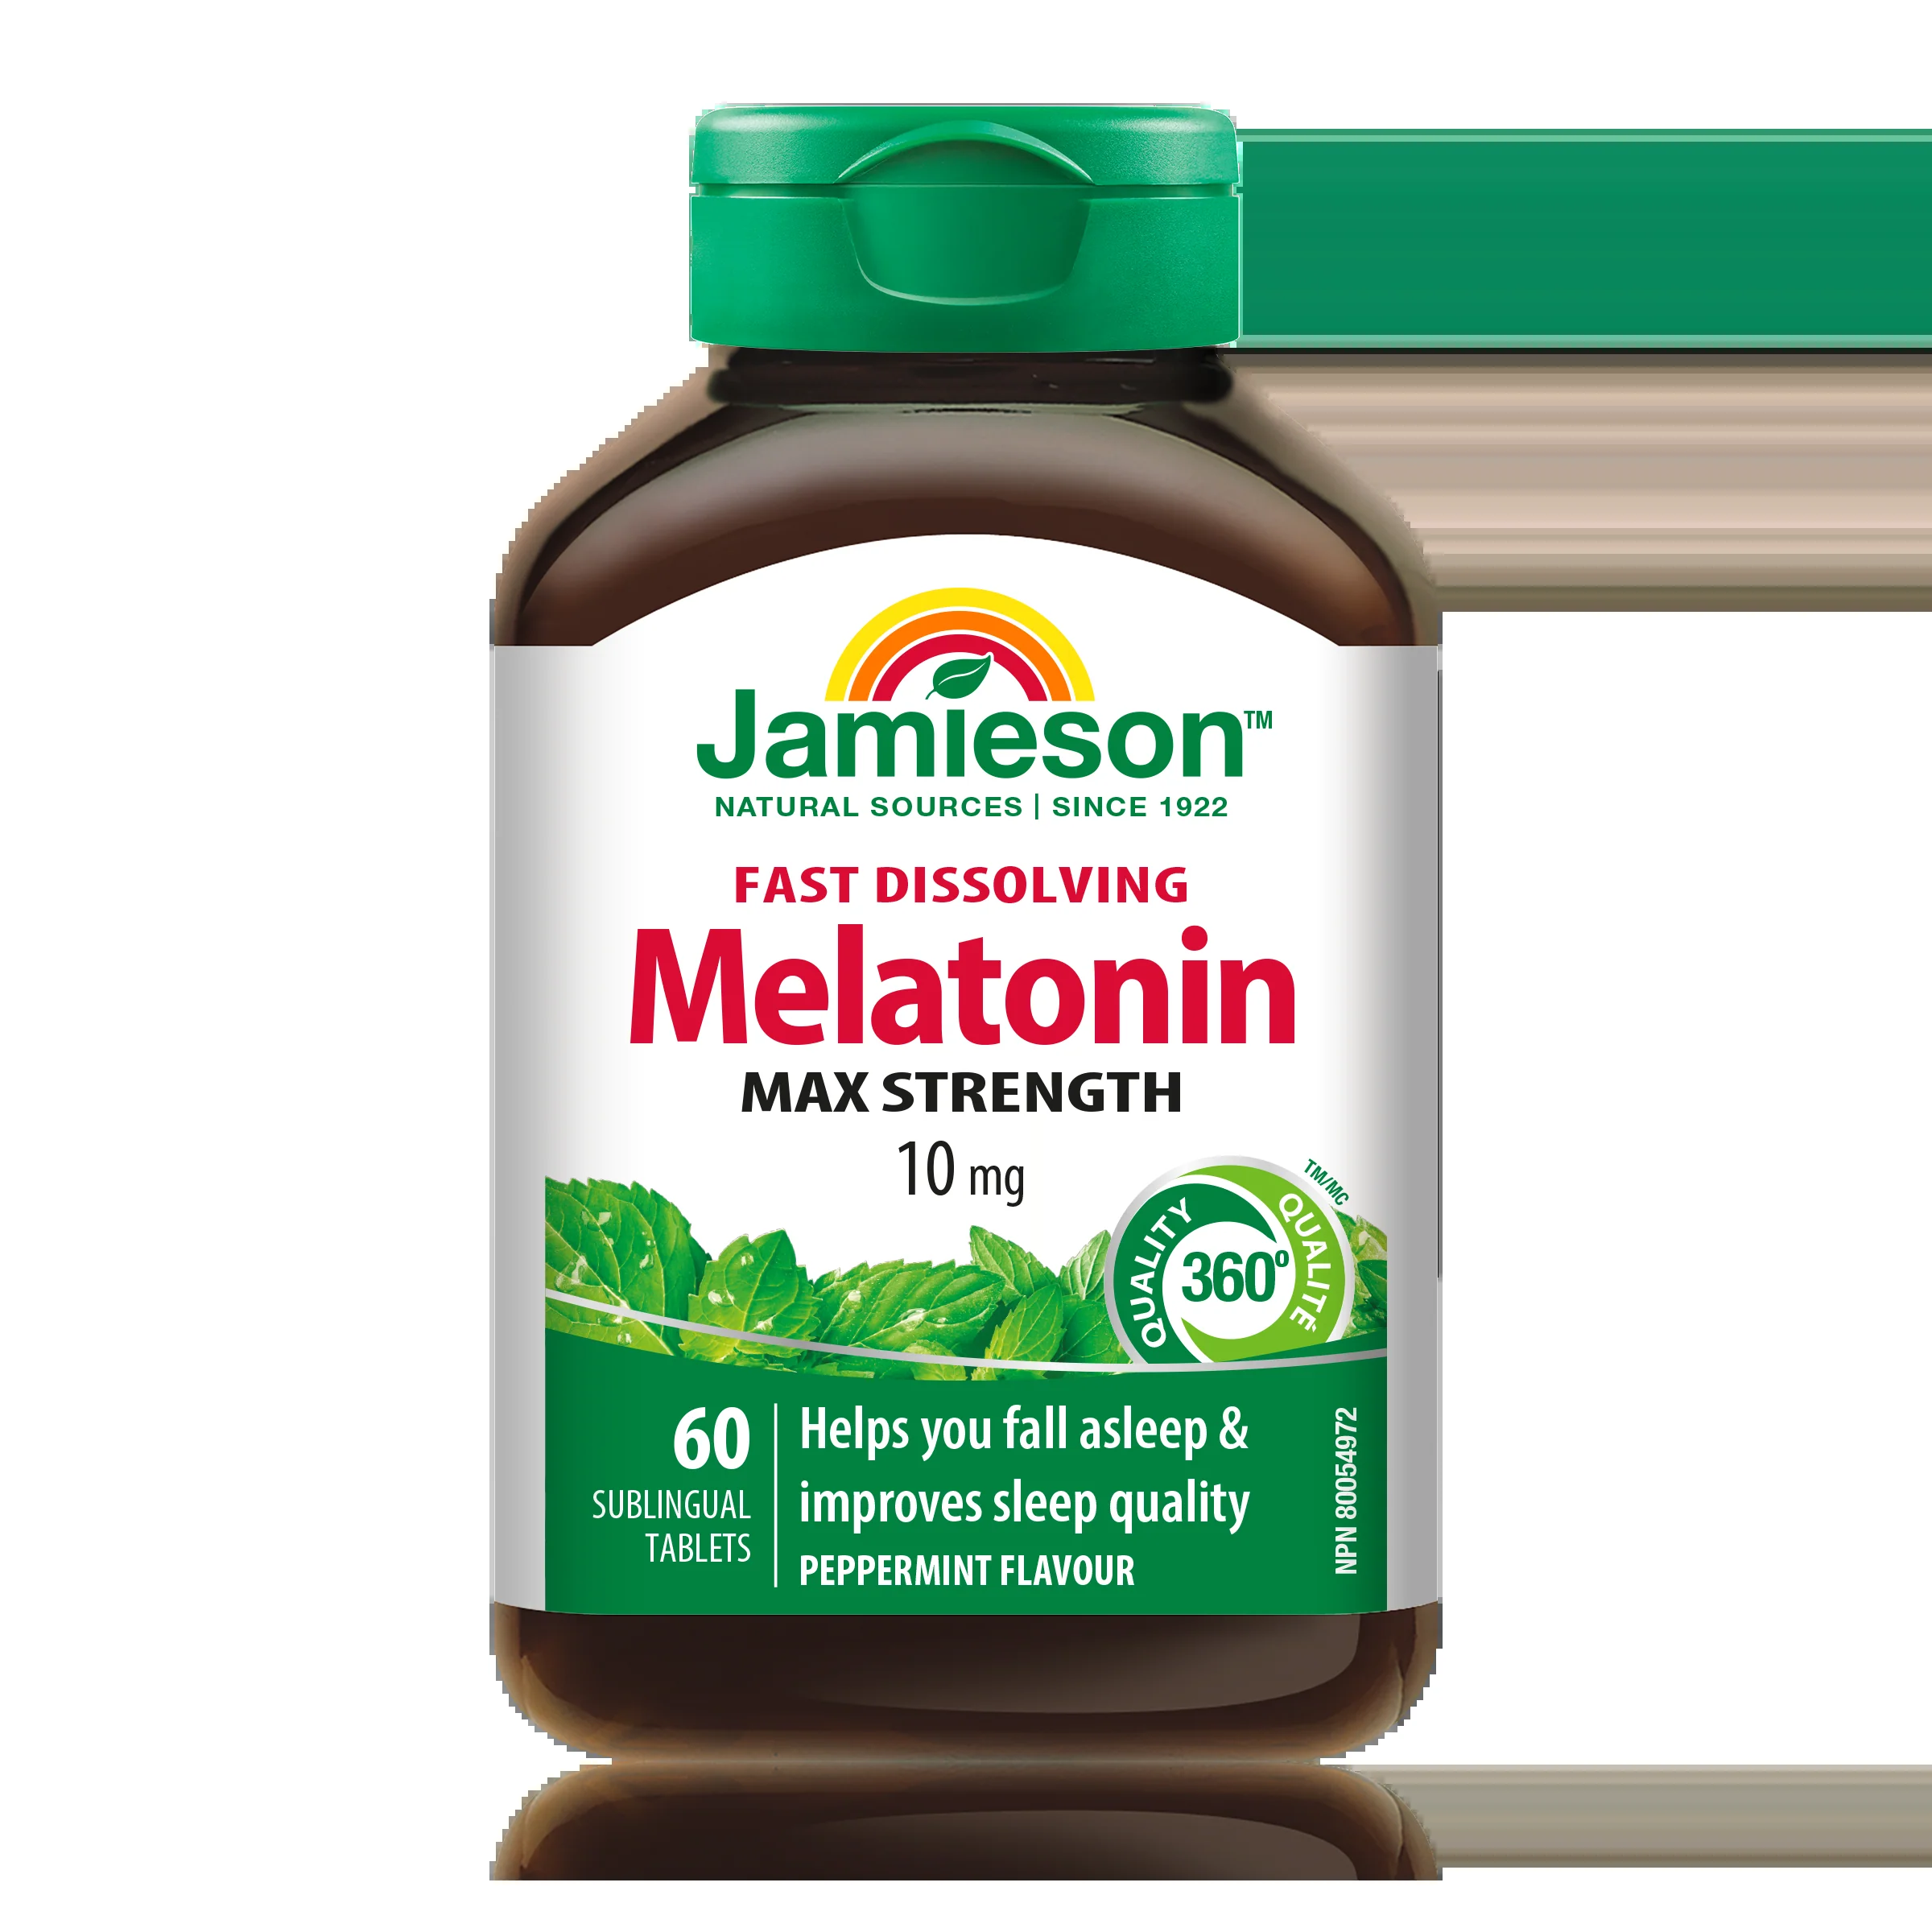 Jamieson™
NATURAL SOURCES | SINCE 1922
FAST DISSOLVING
Melatonin
MAX STRENGTH
10 mg
TM/MC
QUALITY
360°
QUALITÉ
60
SUBLINGUAL
TABLETS
Helps you fall asleep &
improves sleep quality
PEPPERMINT FLAVOUR
NPN 80054972